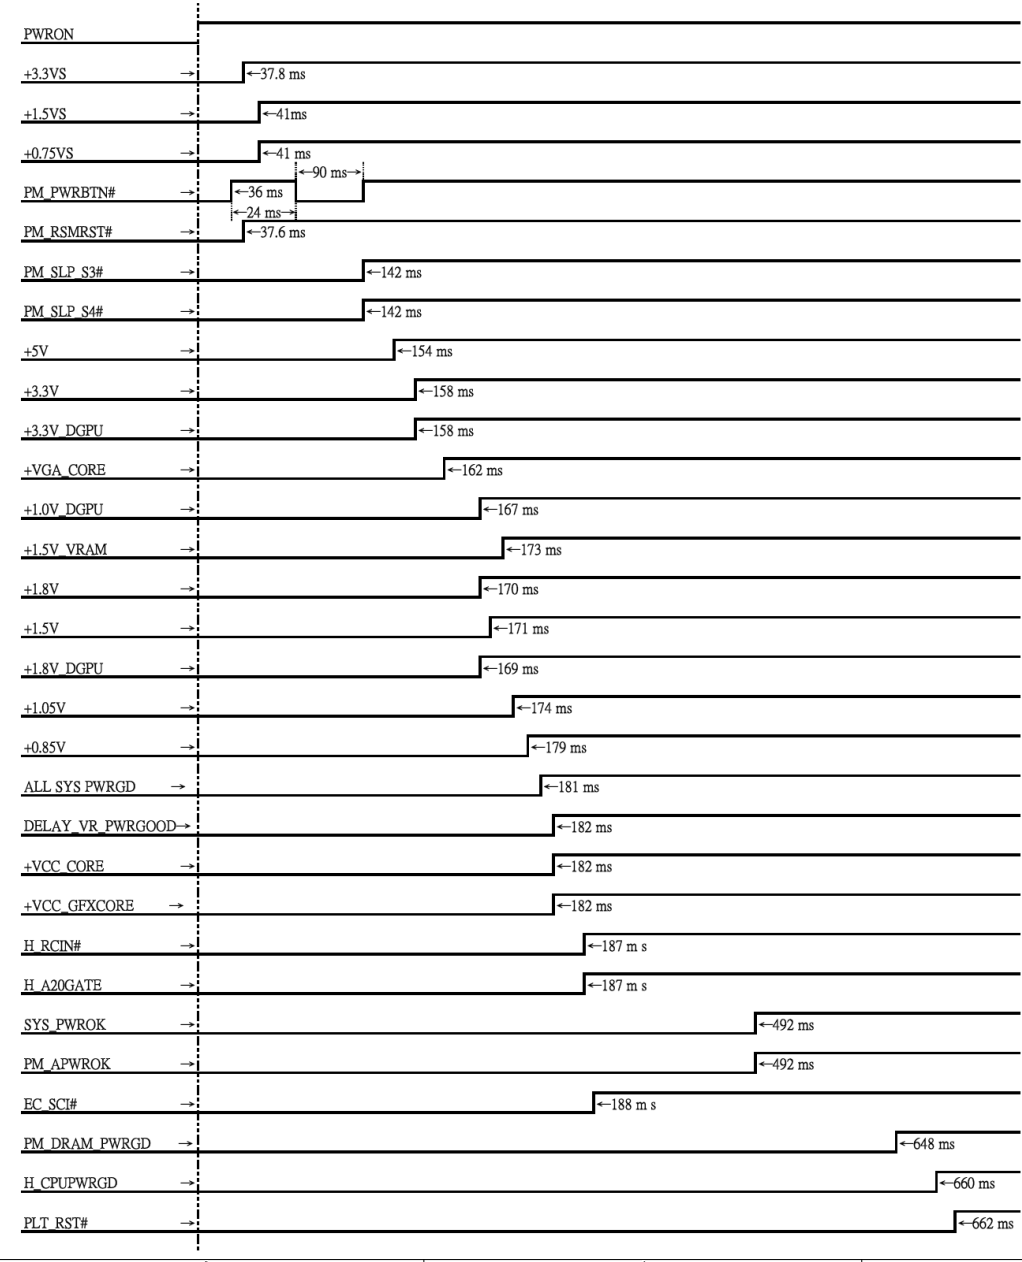 PWRON
+3.3VS →
←37.8 ms
+1.5VS →
←41ms
+0.75VS →
←41 ms
←90 ms→
PM_PWRBTN# →
←36 ms
←24 ms→
PM_RSMRST# →
←37.6 ms
PM_SLP_S3# →
←142 ms
PM_SLP_S4# →
←142 ms
+5V →
←154 ms
+3.3V →
←158 ms
+3.3V_DGPU →
←158 ms
+VGA_CORE →
←162 ms
+1.0V_DGPU →
←167 ms
+1.5V_VRAM →
←173 ms
+1.8V →
←170 ms
+1.5V →
←171 ms
+1.8V_DGPU →
←169 ms
+1.05V →
←174 ms
+0.85V →
←179 ms
ALL SYS PWRGD →
←181 ms
DELAY_VR_PWRGOOD→
←182 ms
+VCC_CORE →
←182 ms
+VCC_GFXCORE →
←182 ms
H_RCIN# →
←187 m s
H_A20GATE →
←187 m s
SYS_PWROK →
←492 ms
PM_APWROK →
←492 ms
EC_SCI# →
←188 m s
PM_DRAM_PWRGD →
←648 ms
H_CPUPWRGD →
←660 ms
PLT_RST# →
←662 ms